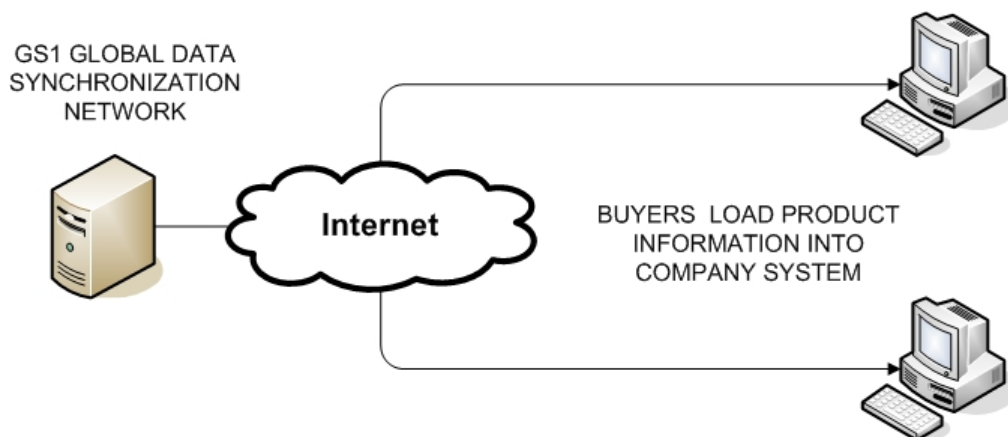 GS1 GLOBAL DATA
SYNCHRONIZATION
NETWORK
Internet
BUYERS LOAD PRODUCT
INFORMATION INTO
COMPANY SYSTEM